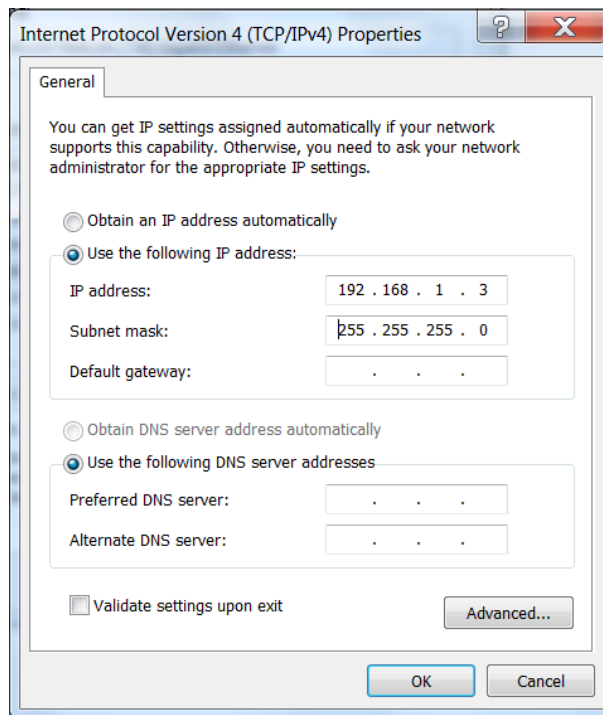 Internet Protocol Version 4 (TCP/IPv4) Properties
General
You can get IP settings assigned automatically if your network
supports this capability. Otherwise, you need to ask your network
administrator for the appropriate IP settings.
Obtain an IP address automatically
Use the following IP address:
IP address: 192 . 168 . 1 . 3
Subnet mask: 255 . 255 . 255 . 0
Default gateway: . . .
Obtain DNS server address automatically
Use the following DNS server addresses
Preferred DNS server: . . .
Alternate DNS server: . . .
Validate settings upon exit
Advanced...
OK Cancel